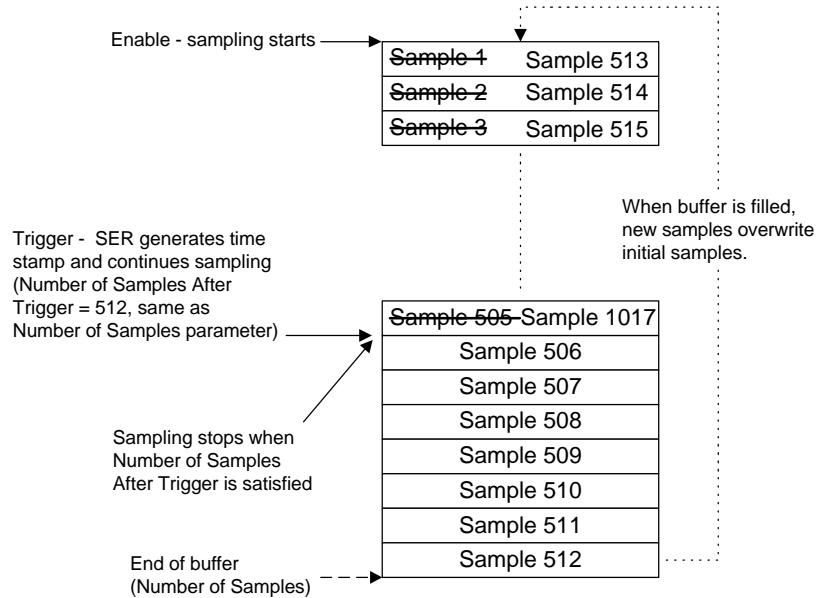 Enable - sampling starts
Sample 1 Sample 513
Sample 2 Sample 514
Sample 3 Sample 515
When buffer is filled,
new samples overwrite
initial samples.
Trigger - SER generates time
stamp and continues sampling
(Number of Samples After
Trigger = 512, same as
Number of Samples parameter)
Sample 505 Sample 1017
Sample 506
Sample 507
Sample 508
Sample 509
Sample 510
Sample 511
Sample 512
Sampling stops when
Number of Samples
After Trigger is satisfied
End of buffer
(Number of Samples)